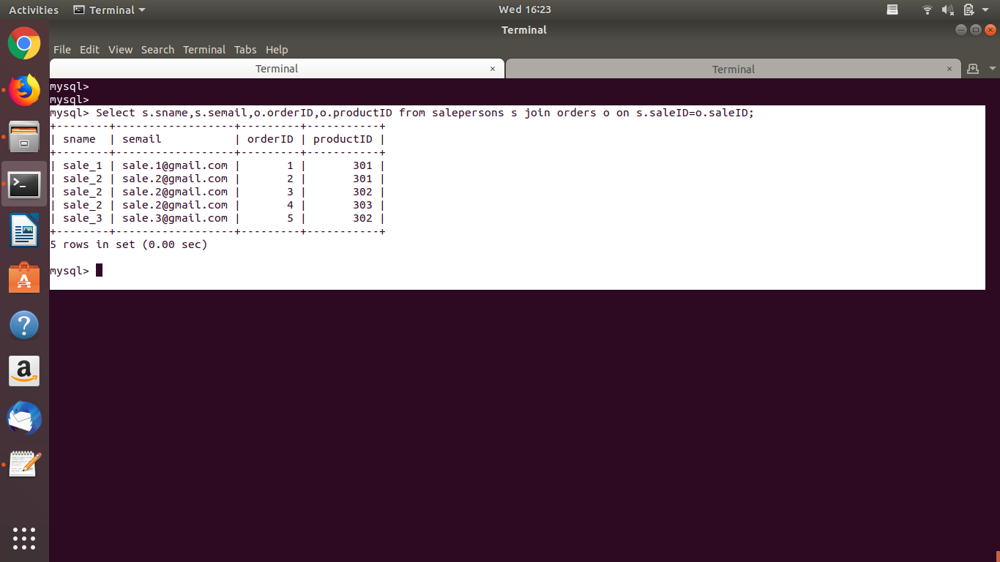 Activities Terminal Wed 16:23
Terminal
File Edit View Search Terminal Tabs Help
Terminal × Terminal ×
mysql>
mysql>
mysql> Select s.sname,s.semail,o.orderID,o.productID from salepersons s join orders o on s.saleID=o.saleID;
+--------+------------------+---------+-----------+
| sname  | semail           | orderID | productID |
+--------+------------------+---------+-----------+
| sale_1 | sale.1@gmail.com |       1 |       301 |
| sale_2 | sale.2@gmail.com |       2 |       301 |
| sale_2 | sale.2@gmail.com |       3 |       302 |
| sale_2 | sale.2@gmail.com |       4 |       303 |
| sale_3 | sale.3@gmail.com |       5 |       302 |
+--------+------------------+---------+-----------+
5 rows in set (0.00 sec)
mysql>